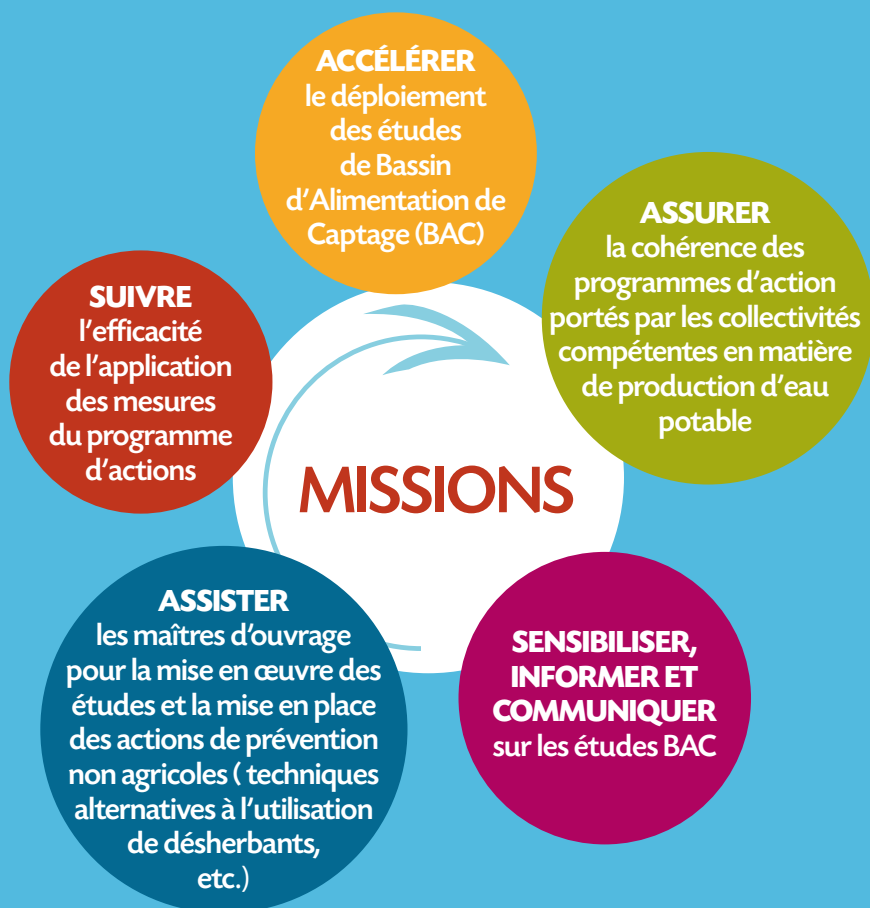 ACCÉLÉRER
le déploiement
des études
de Bassin
d'Alimentation de
Captage (BAC)
ASSURER
la cohérence des
programmes d'action
portés par les collectivités
compétentes en matière
de production d'eau
potable
SUIVRE
l'efficacité
de l'application
des mesures
du programme
d'actions
MISSIONS
ASSISTER
les maîtres d'ouvrage
pour la mise en œuvre des
études et la mise en place
des actions de prévention
non agricoles ( techniques
alternatives à l'utilisation
de désherbants,
etc.)
SENSIBILISER,
INFORMER ET
COMMUNIQUER
sur les études BAC